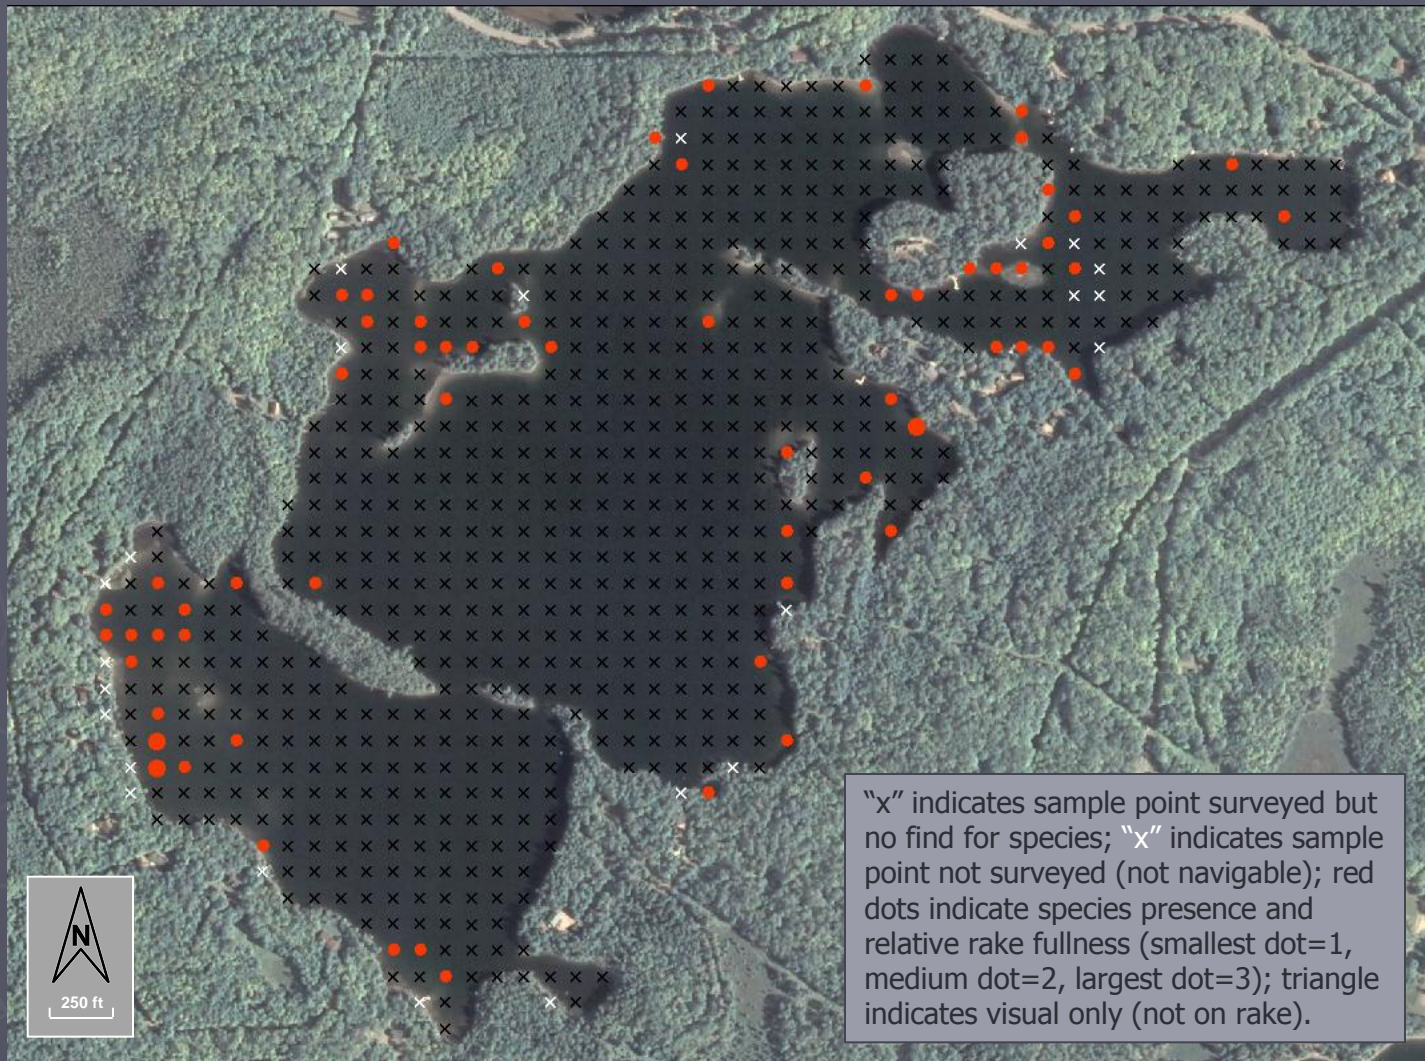 “x” indicates sample point surveyed but
no find for species; “x” indicates sample
point not surveyed (not navigable); red
dots indicate species presence and
relative rake fullness (smallest dot=1,
medium dot=2, largest dot=3); triangle
indicates visual only (not on rake).
N
250 ft